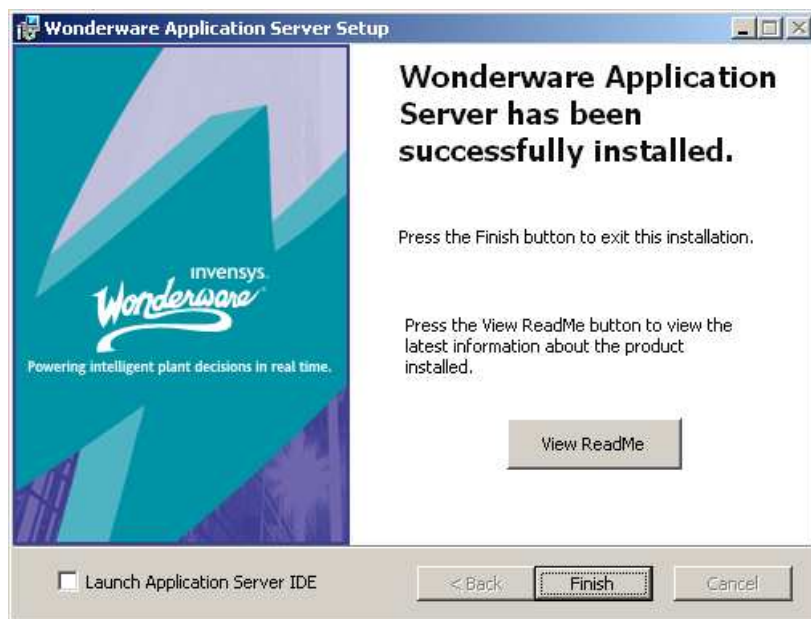 Wonderware Application Server Setup
Wonderware Application
Server has been
successfully installed.
Press the Finish button to exit this installation.
invensys.
Wonderware
Powering intelligent plant decisions in real time.
Press the View ReadMe button to view the
latest information about the product
installed.
View ReadMe
Launch Application Server IDE
< Back
Finish
Cancel